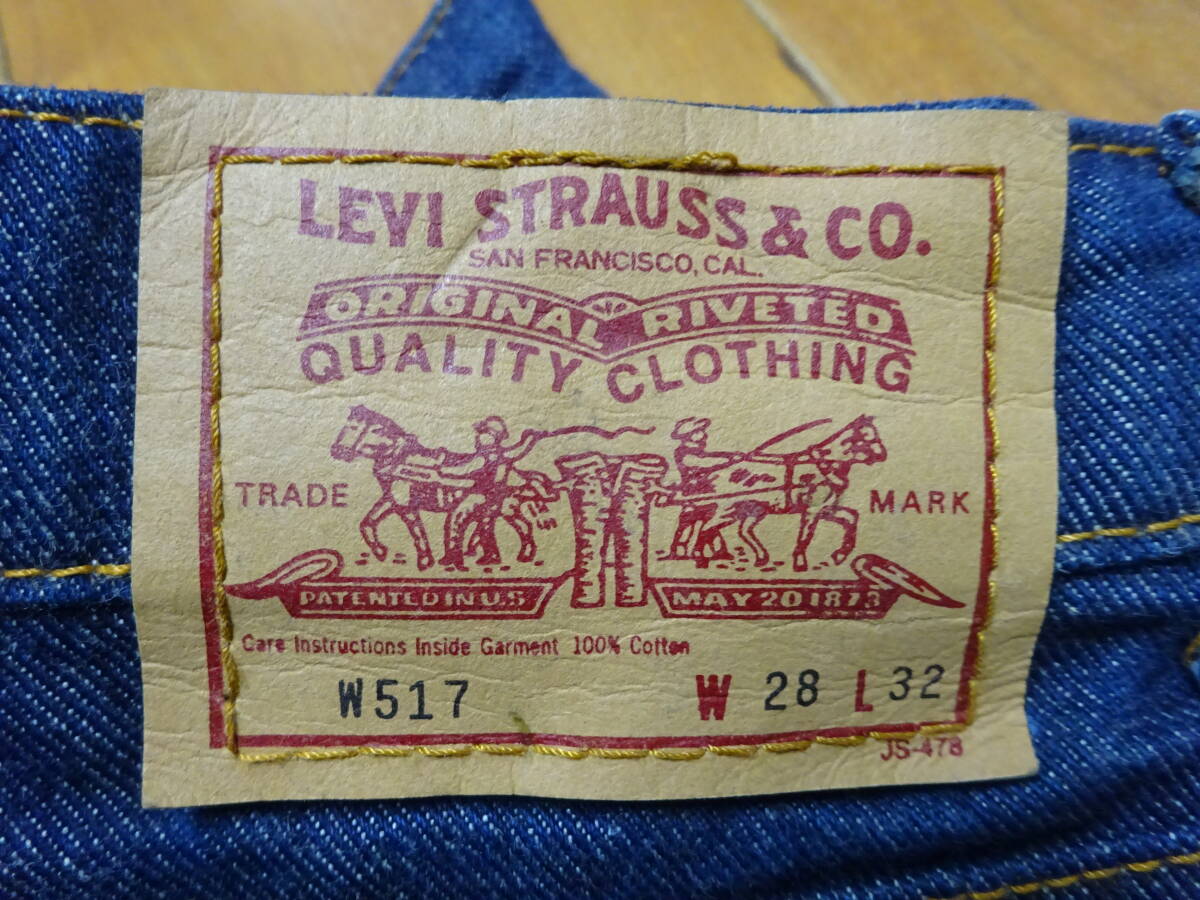 LEVI STRAUSS & CO.
SAN FRANCISCO, CAL.
ORIGINAL RIVETED
QUALITY CLOTHING
TRADE MARK
PATENTED IN U.S MAY 20 1873
Care Instructions Inside Garment 100% Cotton
W517 W 28 L 32
JS-478